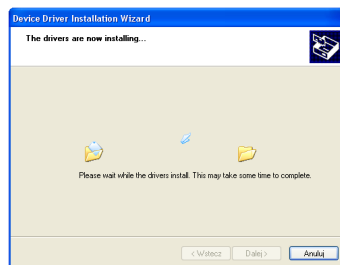 Device Driver Installation Wizard
The drivers are now installing...
Please wait while the drivers install. This may take some time to complete.
< Wstecz Dalej > Anuluj